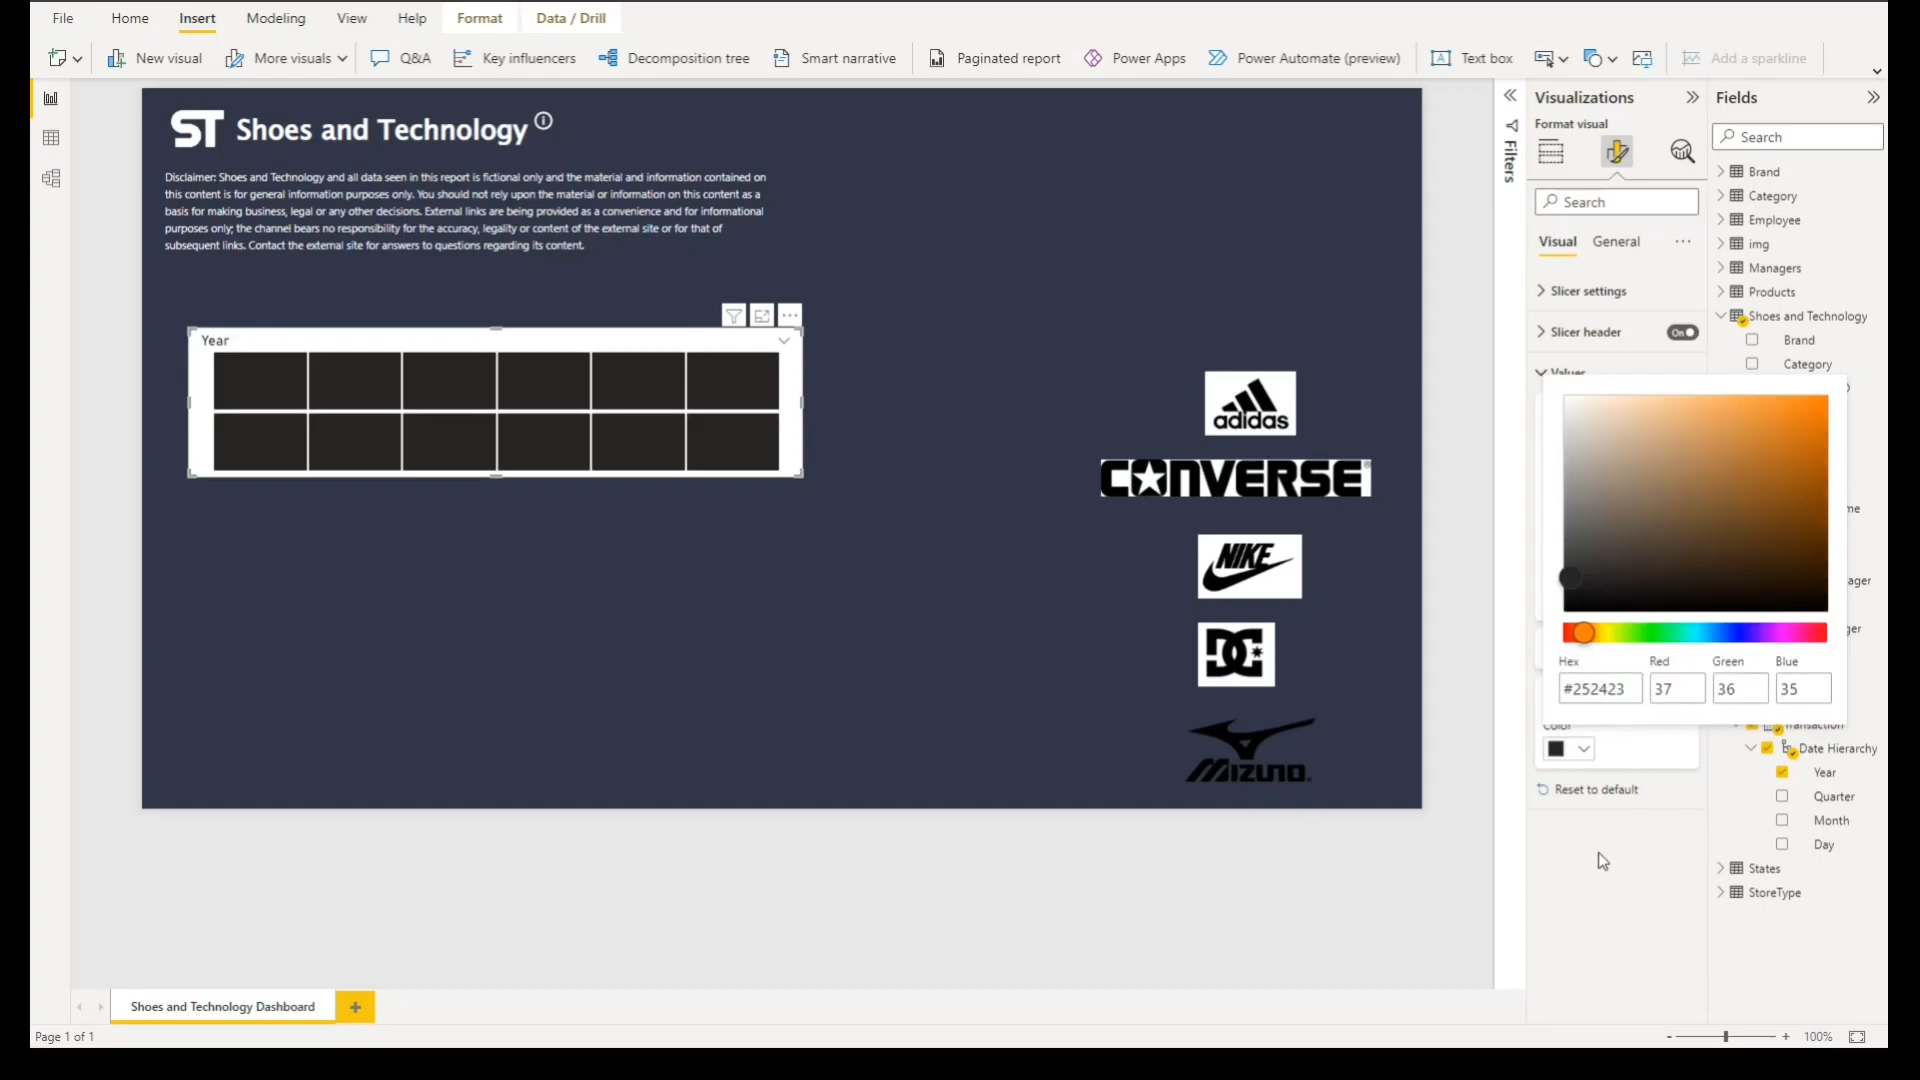 File Home Insert Modeling View Help Format Data / Drill
New visual More visuals Q&A Key influencers Decomposition tree Smart narrative Paginated report Power Apps Power Automate (preview) Text box Add a sparkline
ST Shoes and Technology
Disclaimer: Shoes and Technology and all data seen in this report is fictional only and the material and information contained on
this content is for general information purposes only. You should not rely upon the material or information on this content as a
basis for making business, legal or any other decisions. External links are being provided as a convenience and for informational
purposes only; the channel bears no responsibility for the accuracy, legality or content of the external site or for that of
subsequent links. Contact the external site for answers to questions regarding its content.
Year
adidas
CONVERSE
NIKE
DC
MIZUNO.
Filters
Visualizations
Format visual
Search
Visual General
Slicer settings
Slicer header On
Values
Hex Red Green Blue
#252423 37 36 35
Color
Reset to default
Fields
Search
Brand
Category
Employee
img
Managers
Products
Shoes and Technology
Brand
Category
me
ager
ger
Transaction
Date Hierarchy
Year
Quarter
Month
Day
States
StoreType
Shoes and Technology Dashboard +
Page 1 of 1
- + 100%